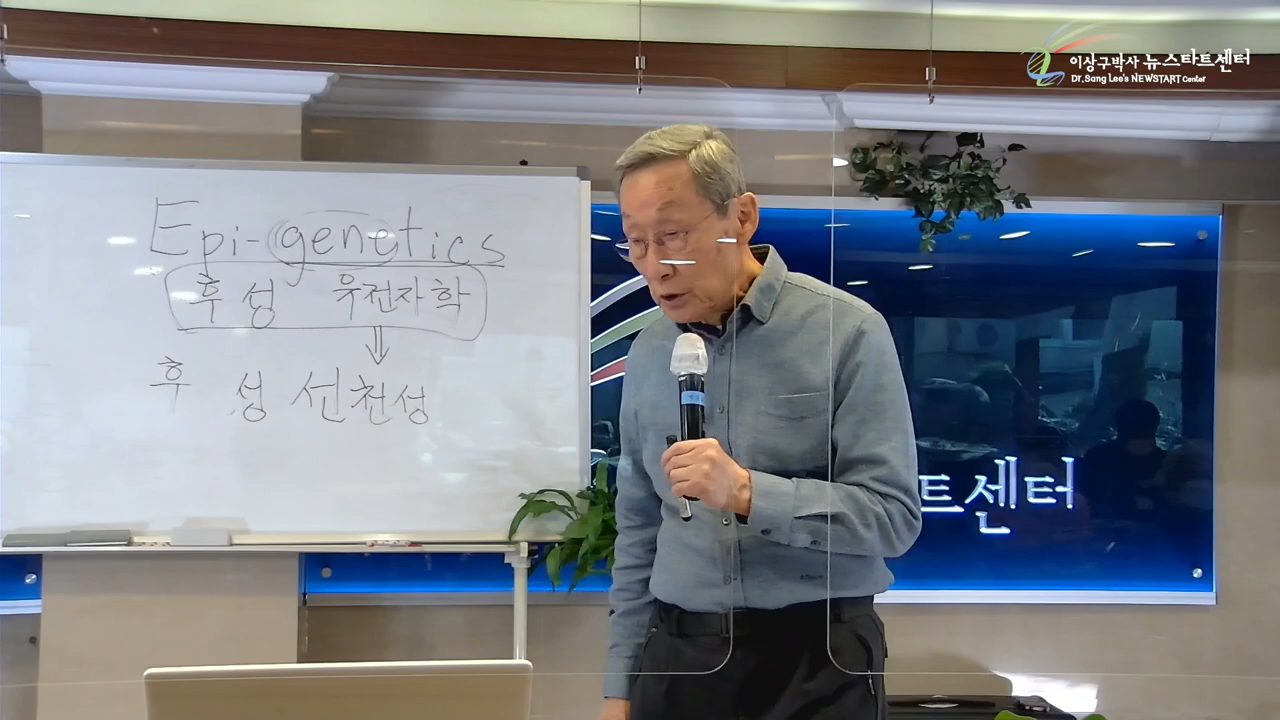 이상구박사 뉴스타트센터
Dr. Sang Lee's NEWSTART Center
Epi-genetics
후성 유전자학
후성 선천성
트센터